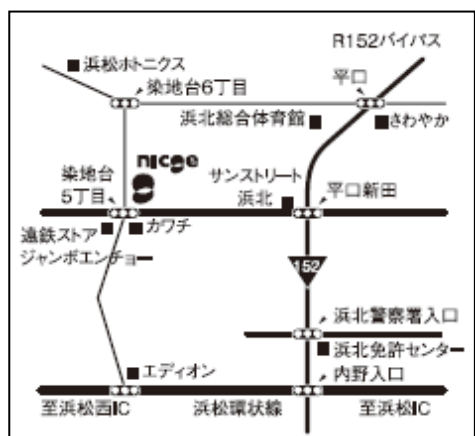 R152バイパス
浜松ホトニクス
染地台6丁目
平口
浜北総合体育館
さわやか
nicoe
染地台
5丁目
サンストリート
浜北
平口新田
遠鉄ストア
カワチ
ジャンボエンチョー
152
浜北警察署入口
浜北免許センター
エディオン
内野入口
至浜松西IC
浜松環状線
至浜松IC